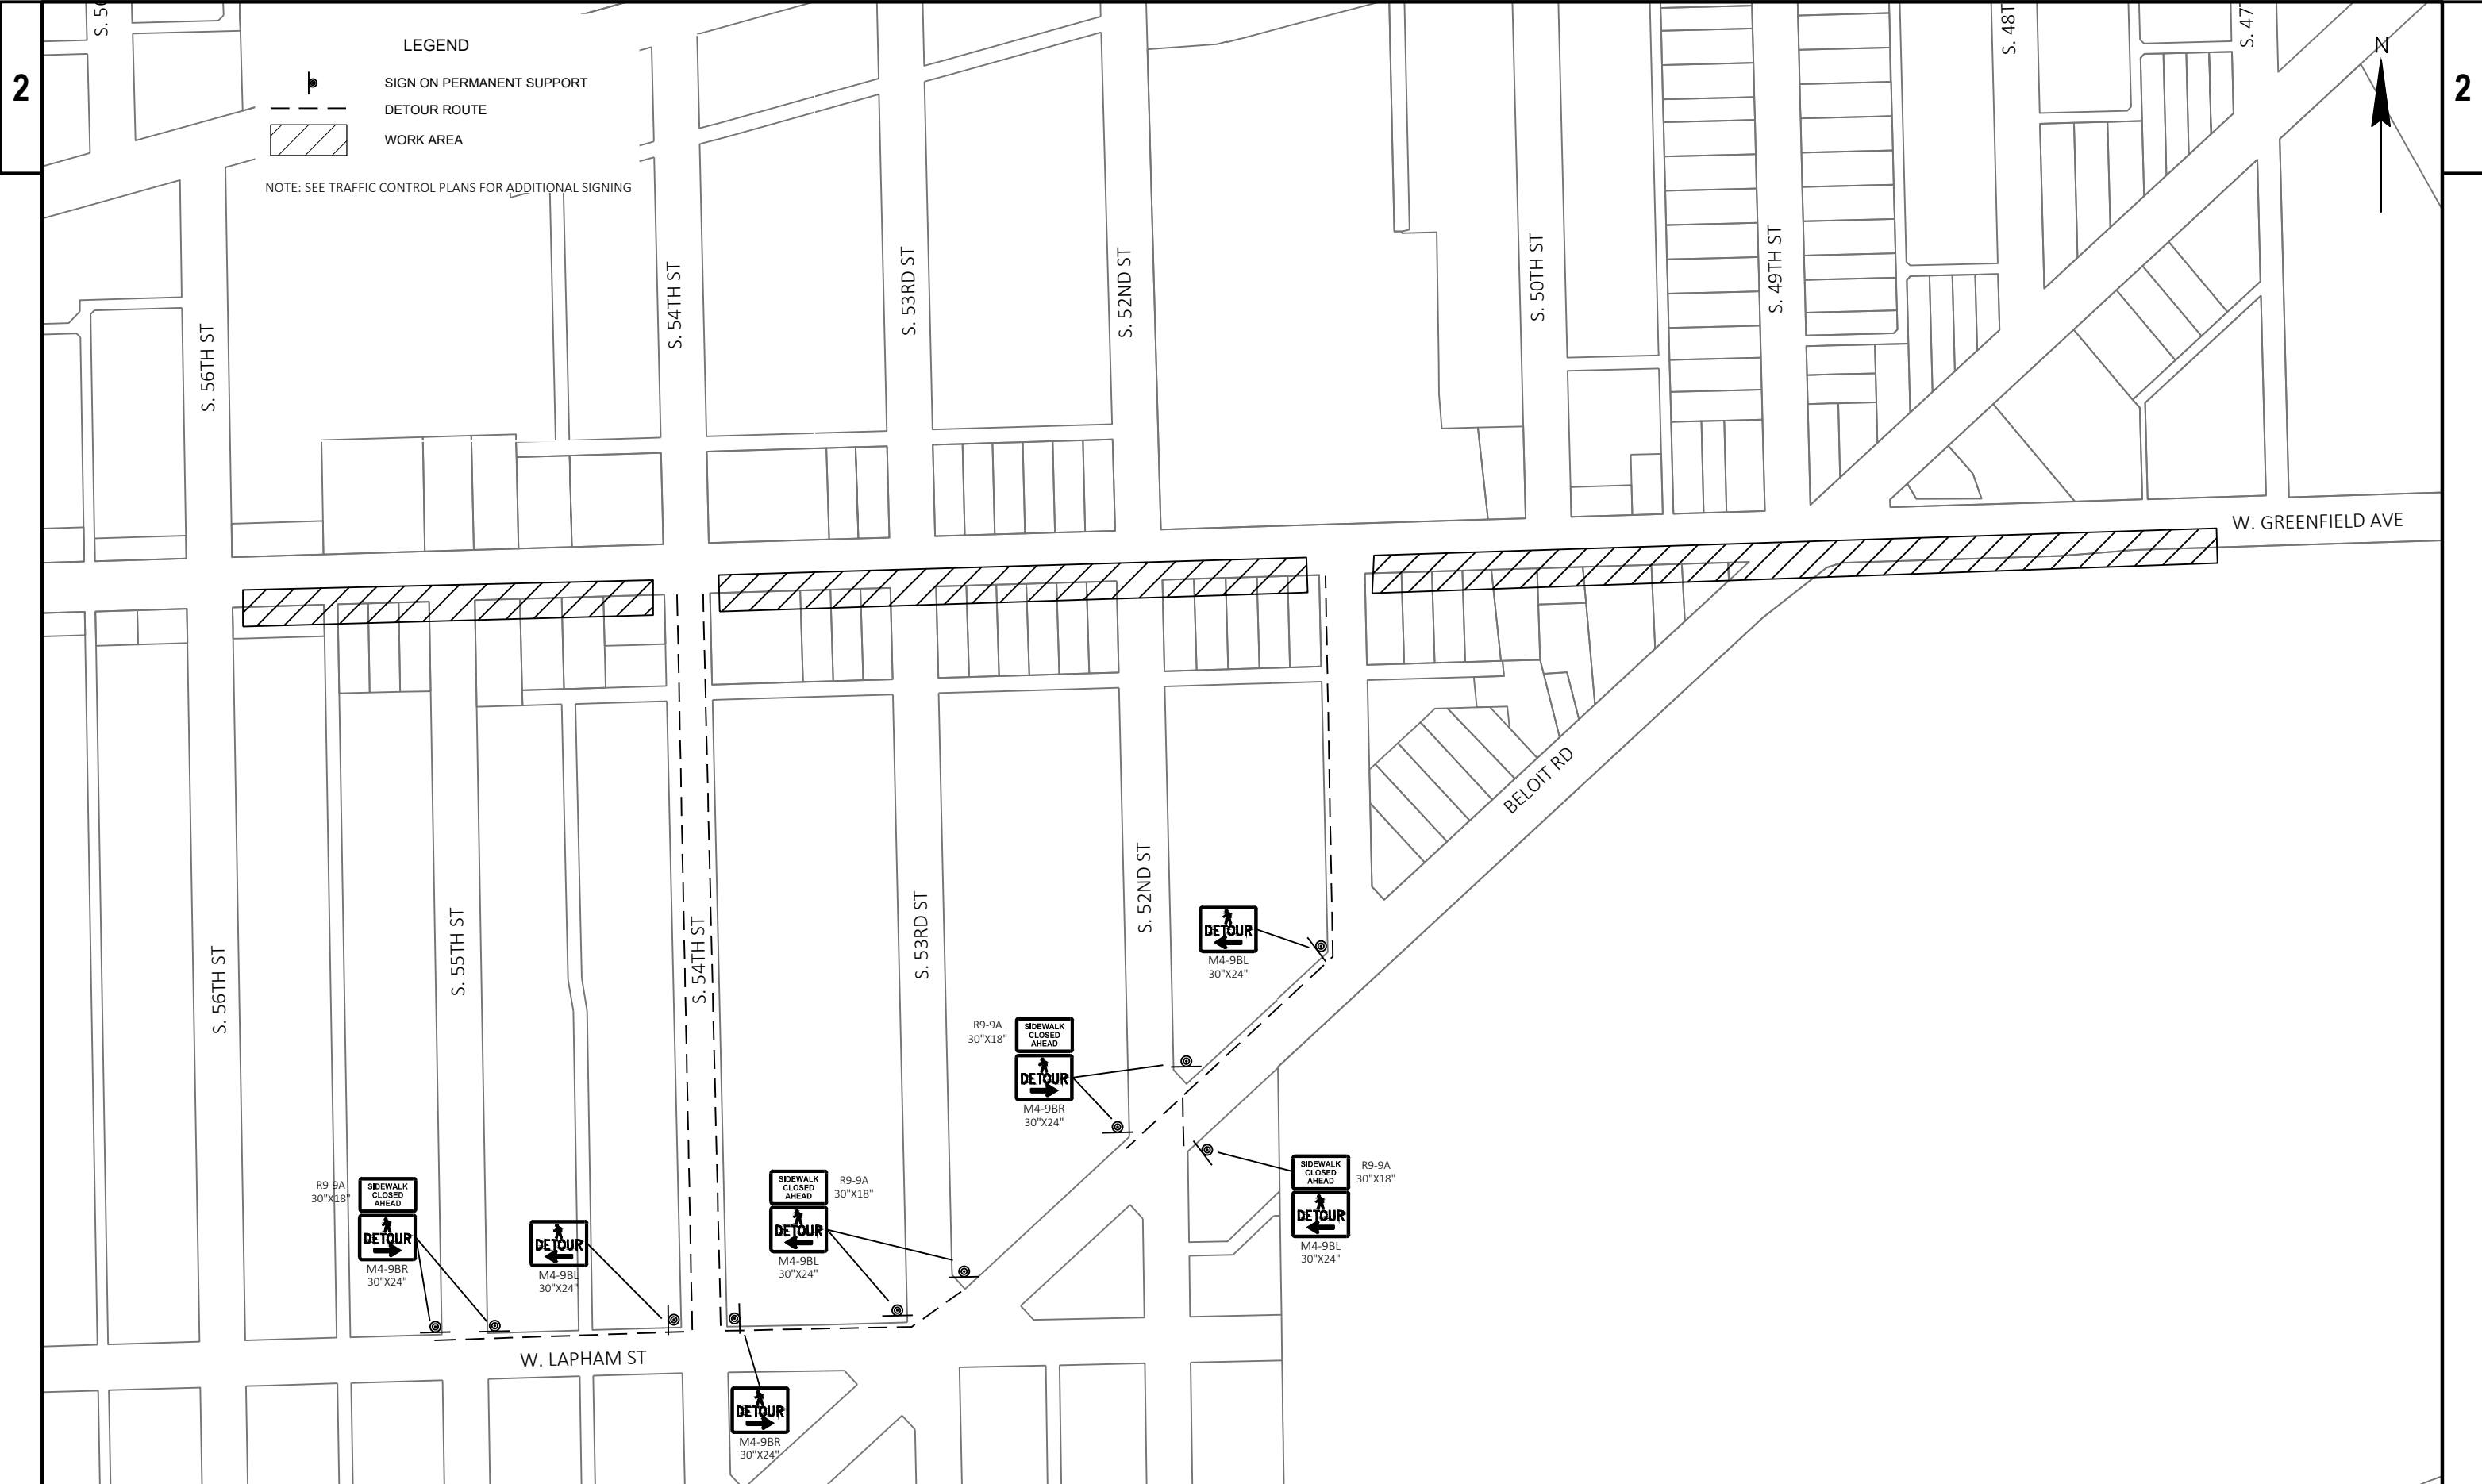 2
2
LEGEND
SIGN ON PERMANENT SUPPORT
DETOUR ROUTE
WORK AREA
NOTE: SEE TRAFFIC CONTROL PLANS FOR ADDITIONAL SIGNING
N
S. 56TH ST
S. 54TH ST
S. 53RD ST
S. 52ND ST
S. 50TH ST
S. 49TH ST
S. 48T
S. 47
W. GREENFIELD AVE
BELOIT RD
S. 56TH ST
S. 55TH ST
S. 54TH ST
S. 53RD ST
S. 52ND ST
DETOUR
M4-9BL
30"X24"
R9-9A
30"X18"
SIDEWALK
CLOSED
AHEAD
DETOUR
M4-9BR
30"X24"
SIDEWALK
CLOSED
AHEAD
R9-9A
30"X18"
DETOUR
M4-9BL
30"X24"
R9-9A
30"X18"
SIDEWALK
CLOSED
AHEAD
DETOUR
M4-9BR
30"X24"
DETOUR
M4-9BL
30"X24"
SIDEWALK
CLOSED
AHEAD
R9-9A
30"X18"
DETOUR
M4-9BL
30"X24"
W. LAPHAM ST
DETOUR
M4-9BR
30"X24"